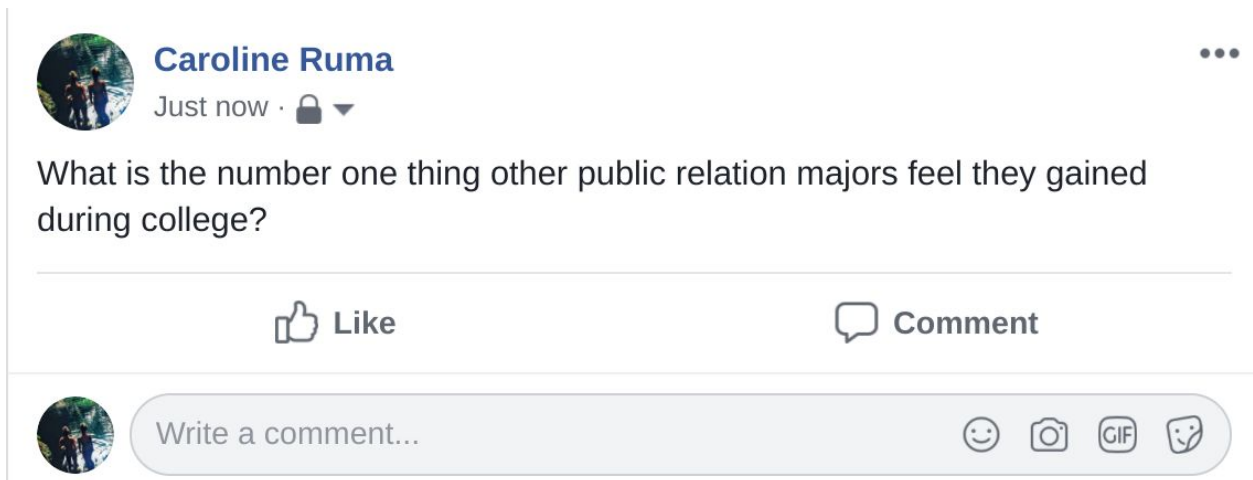 Caroline Ruma
Just now ·
What is the number one thing other public relation majors feel they gained
during college?
Like
Comment
Write a comment...
GIF